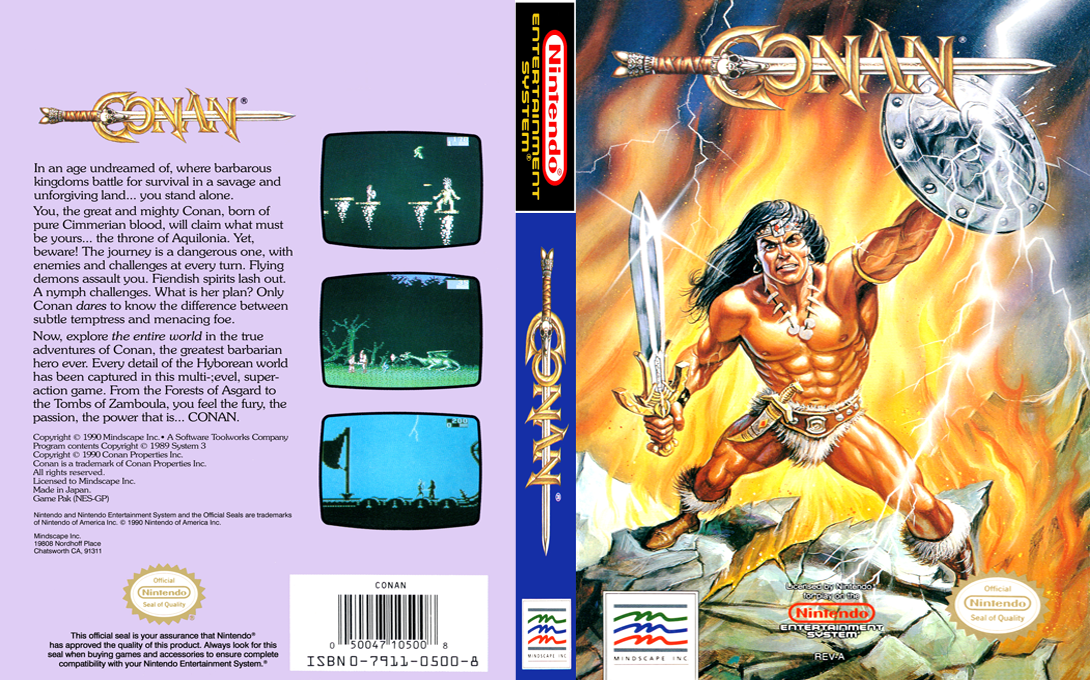 CONAN®
In an age undreamed of, where barbarous
kingdoms battle for survival in a savage and
unforgiving land... you stand alone.
You, the great and mighty Conan, born of
pure Cimmerian blood, will claim what must
be yours... the throne of Aquilonia. Yet,
beware! The journey is a dangerous one, with
enemies and challenges at every turn. Flying
demons assault you. Fiendish spirits lash out.
A nymph challenges. What is her plan? Only
Conan dares to know the difference between
subtle temptress and menacing foe.
Now, explore the entire world in the true
adventures of Conan, the greatest barbarian
hero ever. Every detail of the Hyborean world
has been captured in this multi-;evel, super-
action game. From the Forests of Asgard to
the Tombs of Zamboula, you feel the fury, the
passion, the power that is... CONAN.
Copyright © 1990 Mindscape Inc. • A Software Toolworks Company
Program contents Copyright © 1989 System 3
Copyright © 1990 Conan Properties Inc.
Conan is a trademark of Conan Properties Inc.
All rights reserved.
Licensed to Mindscape Inc.
Made in Japan.
Game Pak (NES-GP)
Nintendo and Nintendo Entertainment System and the Official Seals are trademarks
of Nintendo of America Inc. © 1990 Nintendo of America Inc.
Mindscape Inc.
19808 Nordhoff Place
Chatsworth CA, 91311
Official
Nintendo
Seal of Quality
®
This official seal is your assurance that Nintendo®
has approved the quality of this product. Always look for this
seal when buying games and accessories to ensure complete
compatibility with your Nintendo Entertainment System.®
CONAN
0 50047 10500 8
ISBN 0-7911-0500-8
Nintendo®
ENTERTAINMENT
SYSTEM®
CONAN®
MINDSCAPE INC
CONAN®
MINDSCAPE INC
Licensed by Nintendo
for play on the
Nintendo
ENTERTAINMENT
SYSTEM
REV-A
Official
Nintendo
Seal of Quality